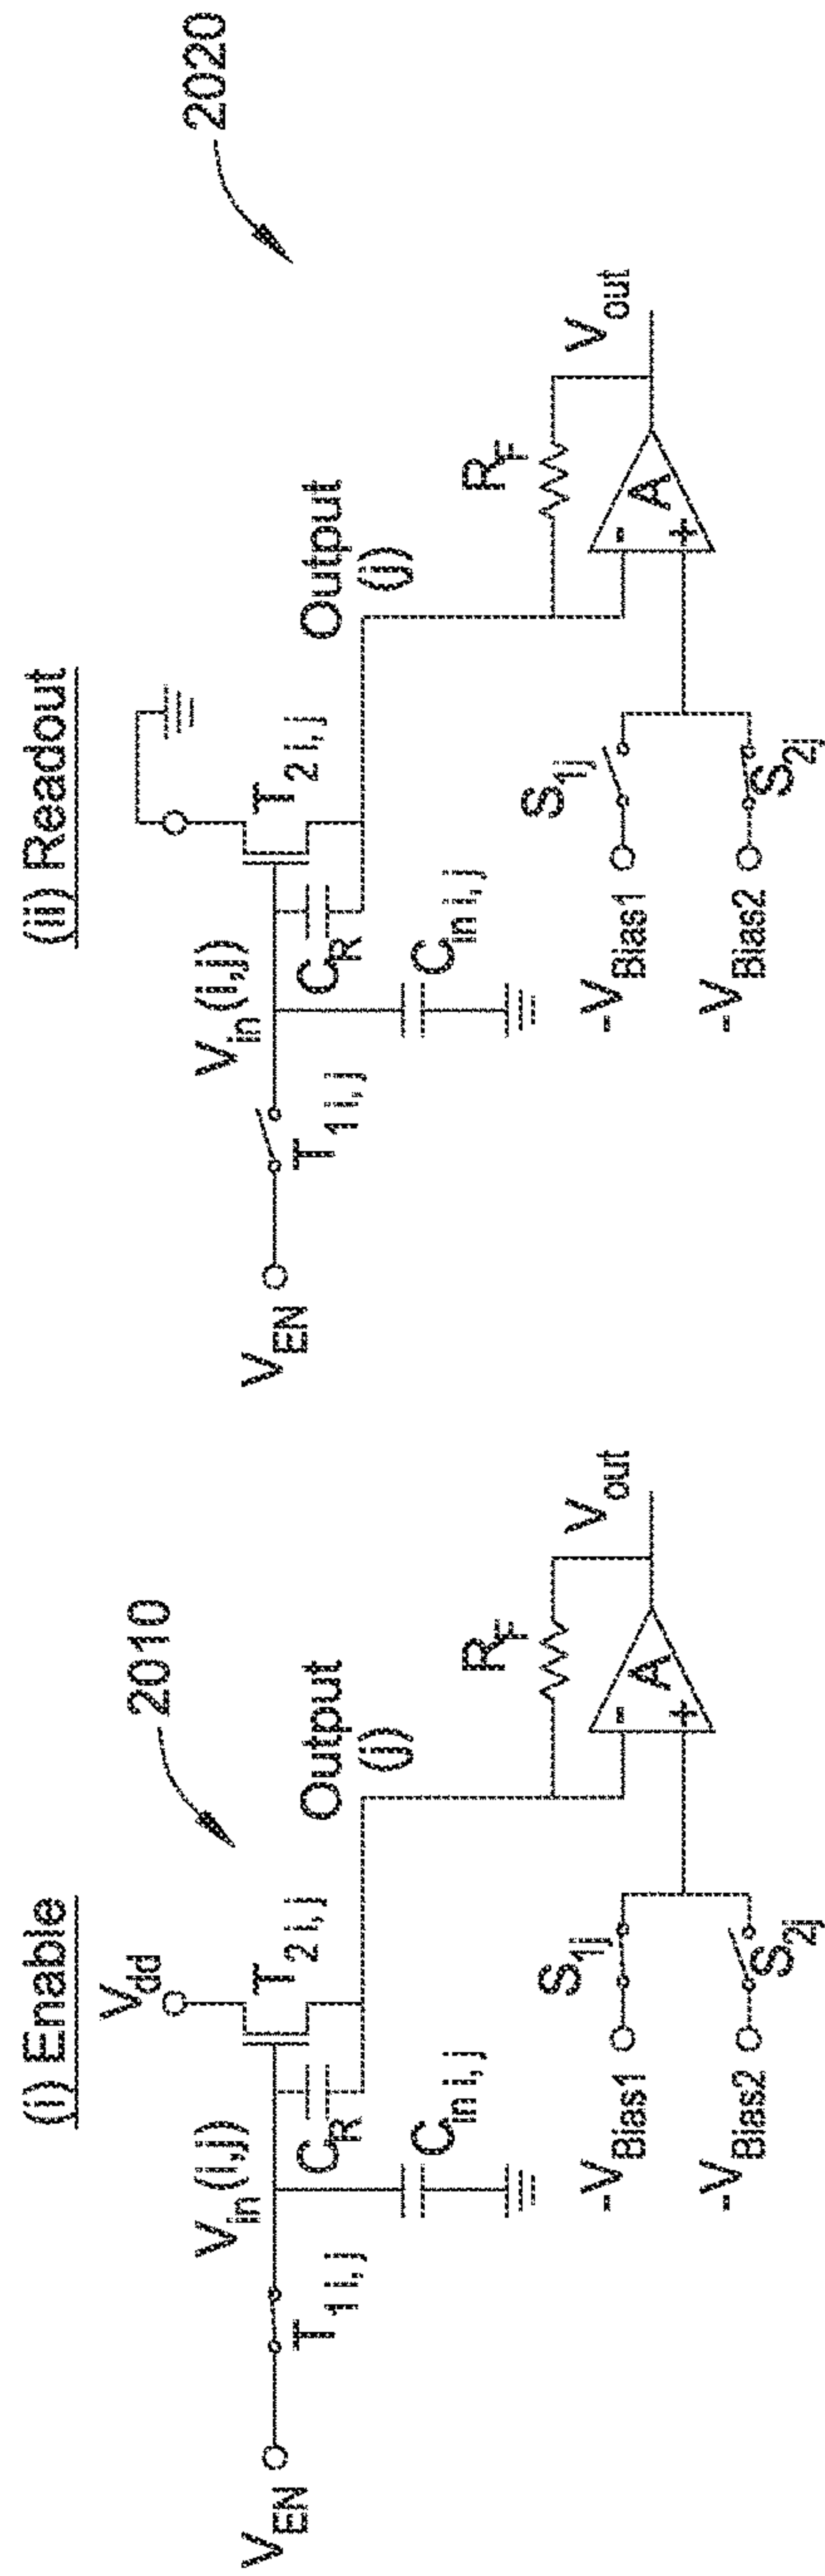 (i) Enable
2010
V_dd
V_in (i,j)
T_2 i, j
Output
(j)
C_R
V_EN
T_1 i, j
C_in i, j
R_F
V_out
S_1j
-V_Bias1
A
-
+
-V_Bias2
S_2j
(ii) Readout
2020
V_in (i,j)
T_2 i, j
Output
(j)
C_R
V_EN
T_1 i, j
C_in i, j
R_F
V_out
S_1j
-V_Bias1
A
-
+
-V_Bias2
S_2j